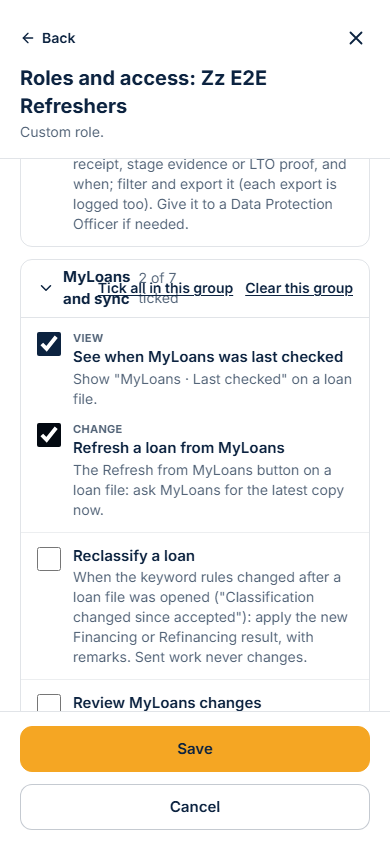 Back
Roles and access: Zz E2E
Refreshers
Custom role.
receipt, stage evidence or LTO proof, and
when; filter and export it (each export is
logged too). Give it to a Data Protection
Officer if needed.
MyLoans 2 of 7
and sync ticked
Tick all in this group Clear this group
VIEW
See when MyLoans was last checked
Show "MyLoans · Last checked" on a loan
file.
CHANGE
Refresh a loan from MyLoans
The Refresh from MyLoans button on a
loan file: ask MyLoans for the latest copy
now.
Reclassify a loan
When the keyword rules changed after a
loan file was opened ("Classification
changed since accepted"): apply the new
Financing or Refinancing result, with
remarks. Sent work never changes.
Review MyLoans changes
Save
Cancel